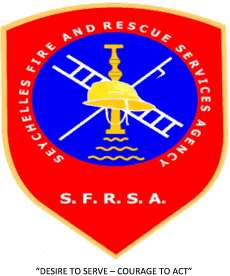 SEYCHELLES FIRE AND RESCUE SERVICES AGENCY
S. F. R. S. A.
“DESIRE TO SERVE – COURAGE TO ACT”